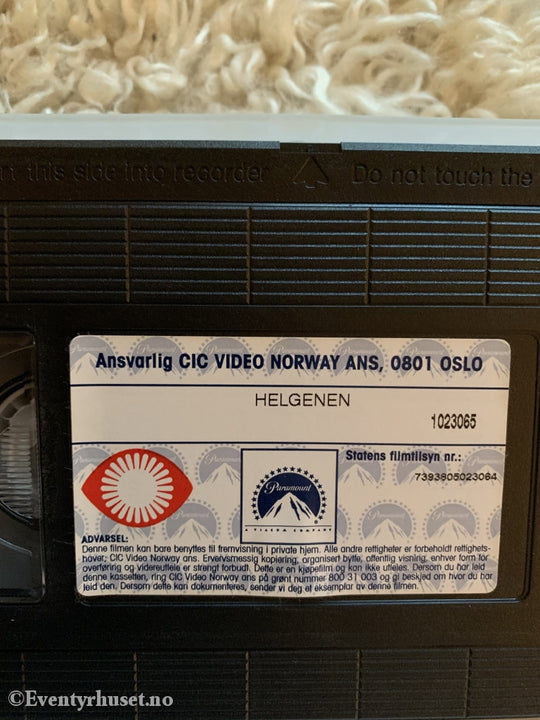 this side into recorder Do not touch the
Ansvarlig CIC VIDEO NORWAY ANS, 0801 OSLO
HELGENEN
1023065
Statens filmtilsyn nr.:
7393805023064
Paramount
A VIACOM COMPANY
ADVARSEL:
Denne filmen kan bare benyttes til fremvisning i private hjem. Alle andre rettigheter er forbeholdt rettighets-
haver; CIC Video Norway ans. Ervervsmessig kopiering, organisert bytte, offentlig visning, enhver form for
overføring og videreutleie er strengt forbudt. Dette er en kjøpefilm og kan ikke utleies. Dersom du har leid
denne kassetten, ring CIC Video Norway ans på grønt nummer 800 31 003 og gi beskjed om hvor du har
leid den. Dersom dette kan dokumenteres, sender vi deg et eksemplar av denne filmen.
©Eventyrhuset.no